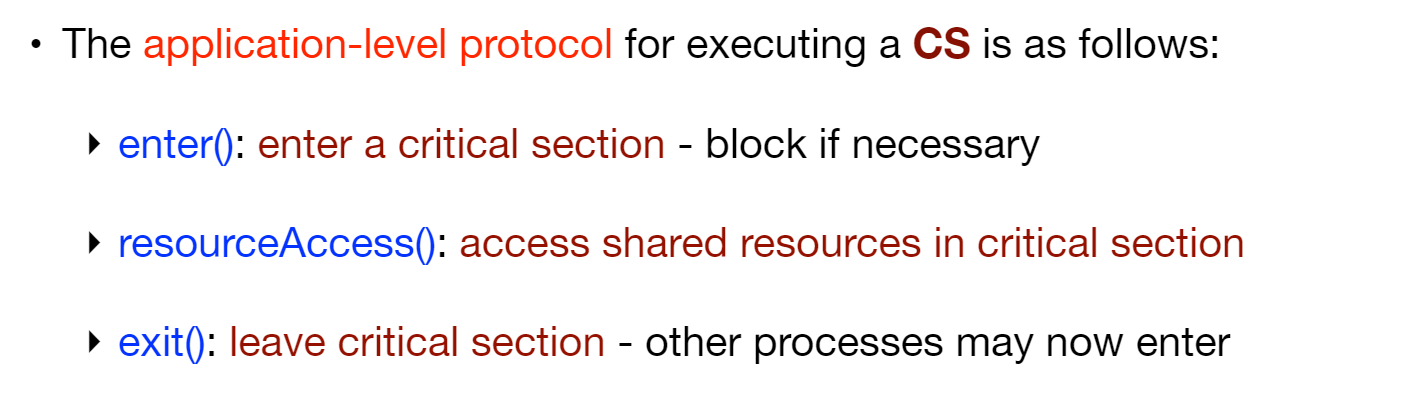 • The application-level protocol for executing a CS is as follows:
‣ enter(): enter a critical section - block if necessary
‣ resourceAccess(): access shared resources in critical section
‣ exit(): leave critical section - other processes may now enter